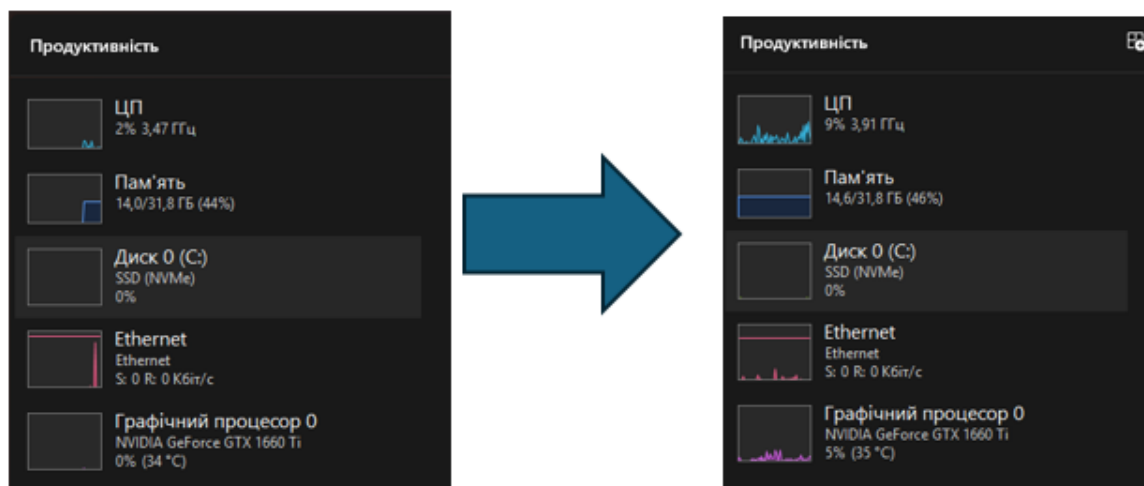 Продуктивність
ЦП
2% 3,47 ГГц
Пам'ять
14,0/31,8 ГБ (44%)
Диск 0 (C:)
SSD (NVMe)
0%
Ethernet
Ethernet
S: 0 R: 0 Кбіт/с
Графічний процесор 0
NVIDIA GeForce GTX 1660 Ti
0% (34 °C)
Продуктивність
ЦП
9% 3,91 ГГц
Пам'ять
14,6/31,8 ГБ (46%)
Диск 0 (C:)
SSD (NVMe)
0%
Ethernet
Ethernet
S: 0 R: 0 Кбіт/с
Графічний процесор 0
NVIDIA GeForce GTX 1660 Ti
5% (35 °C)